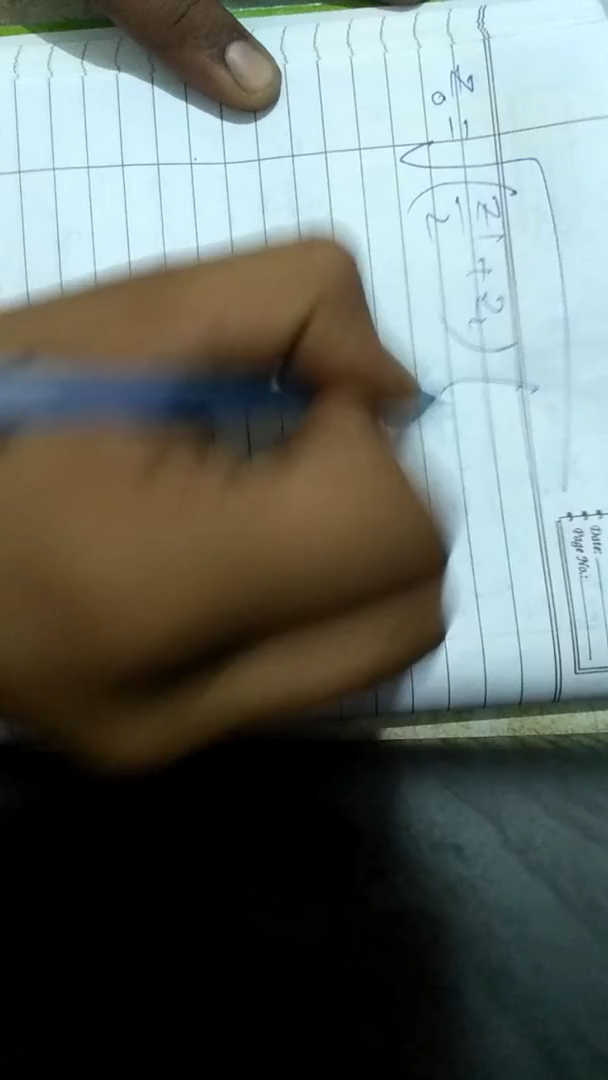 Date:
Page No.:
Z₀ = √(Z₁/2 + Z₂)(